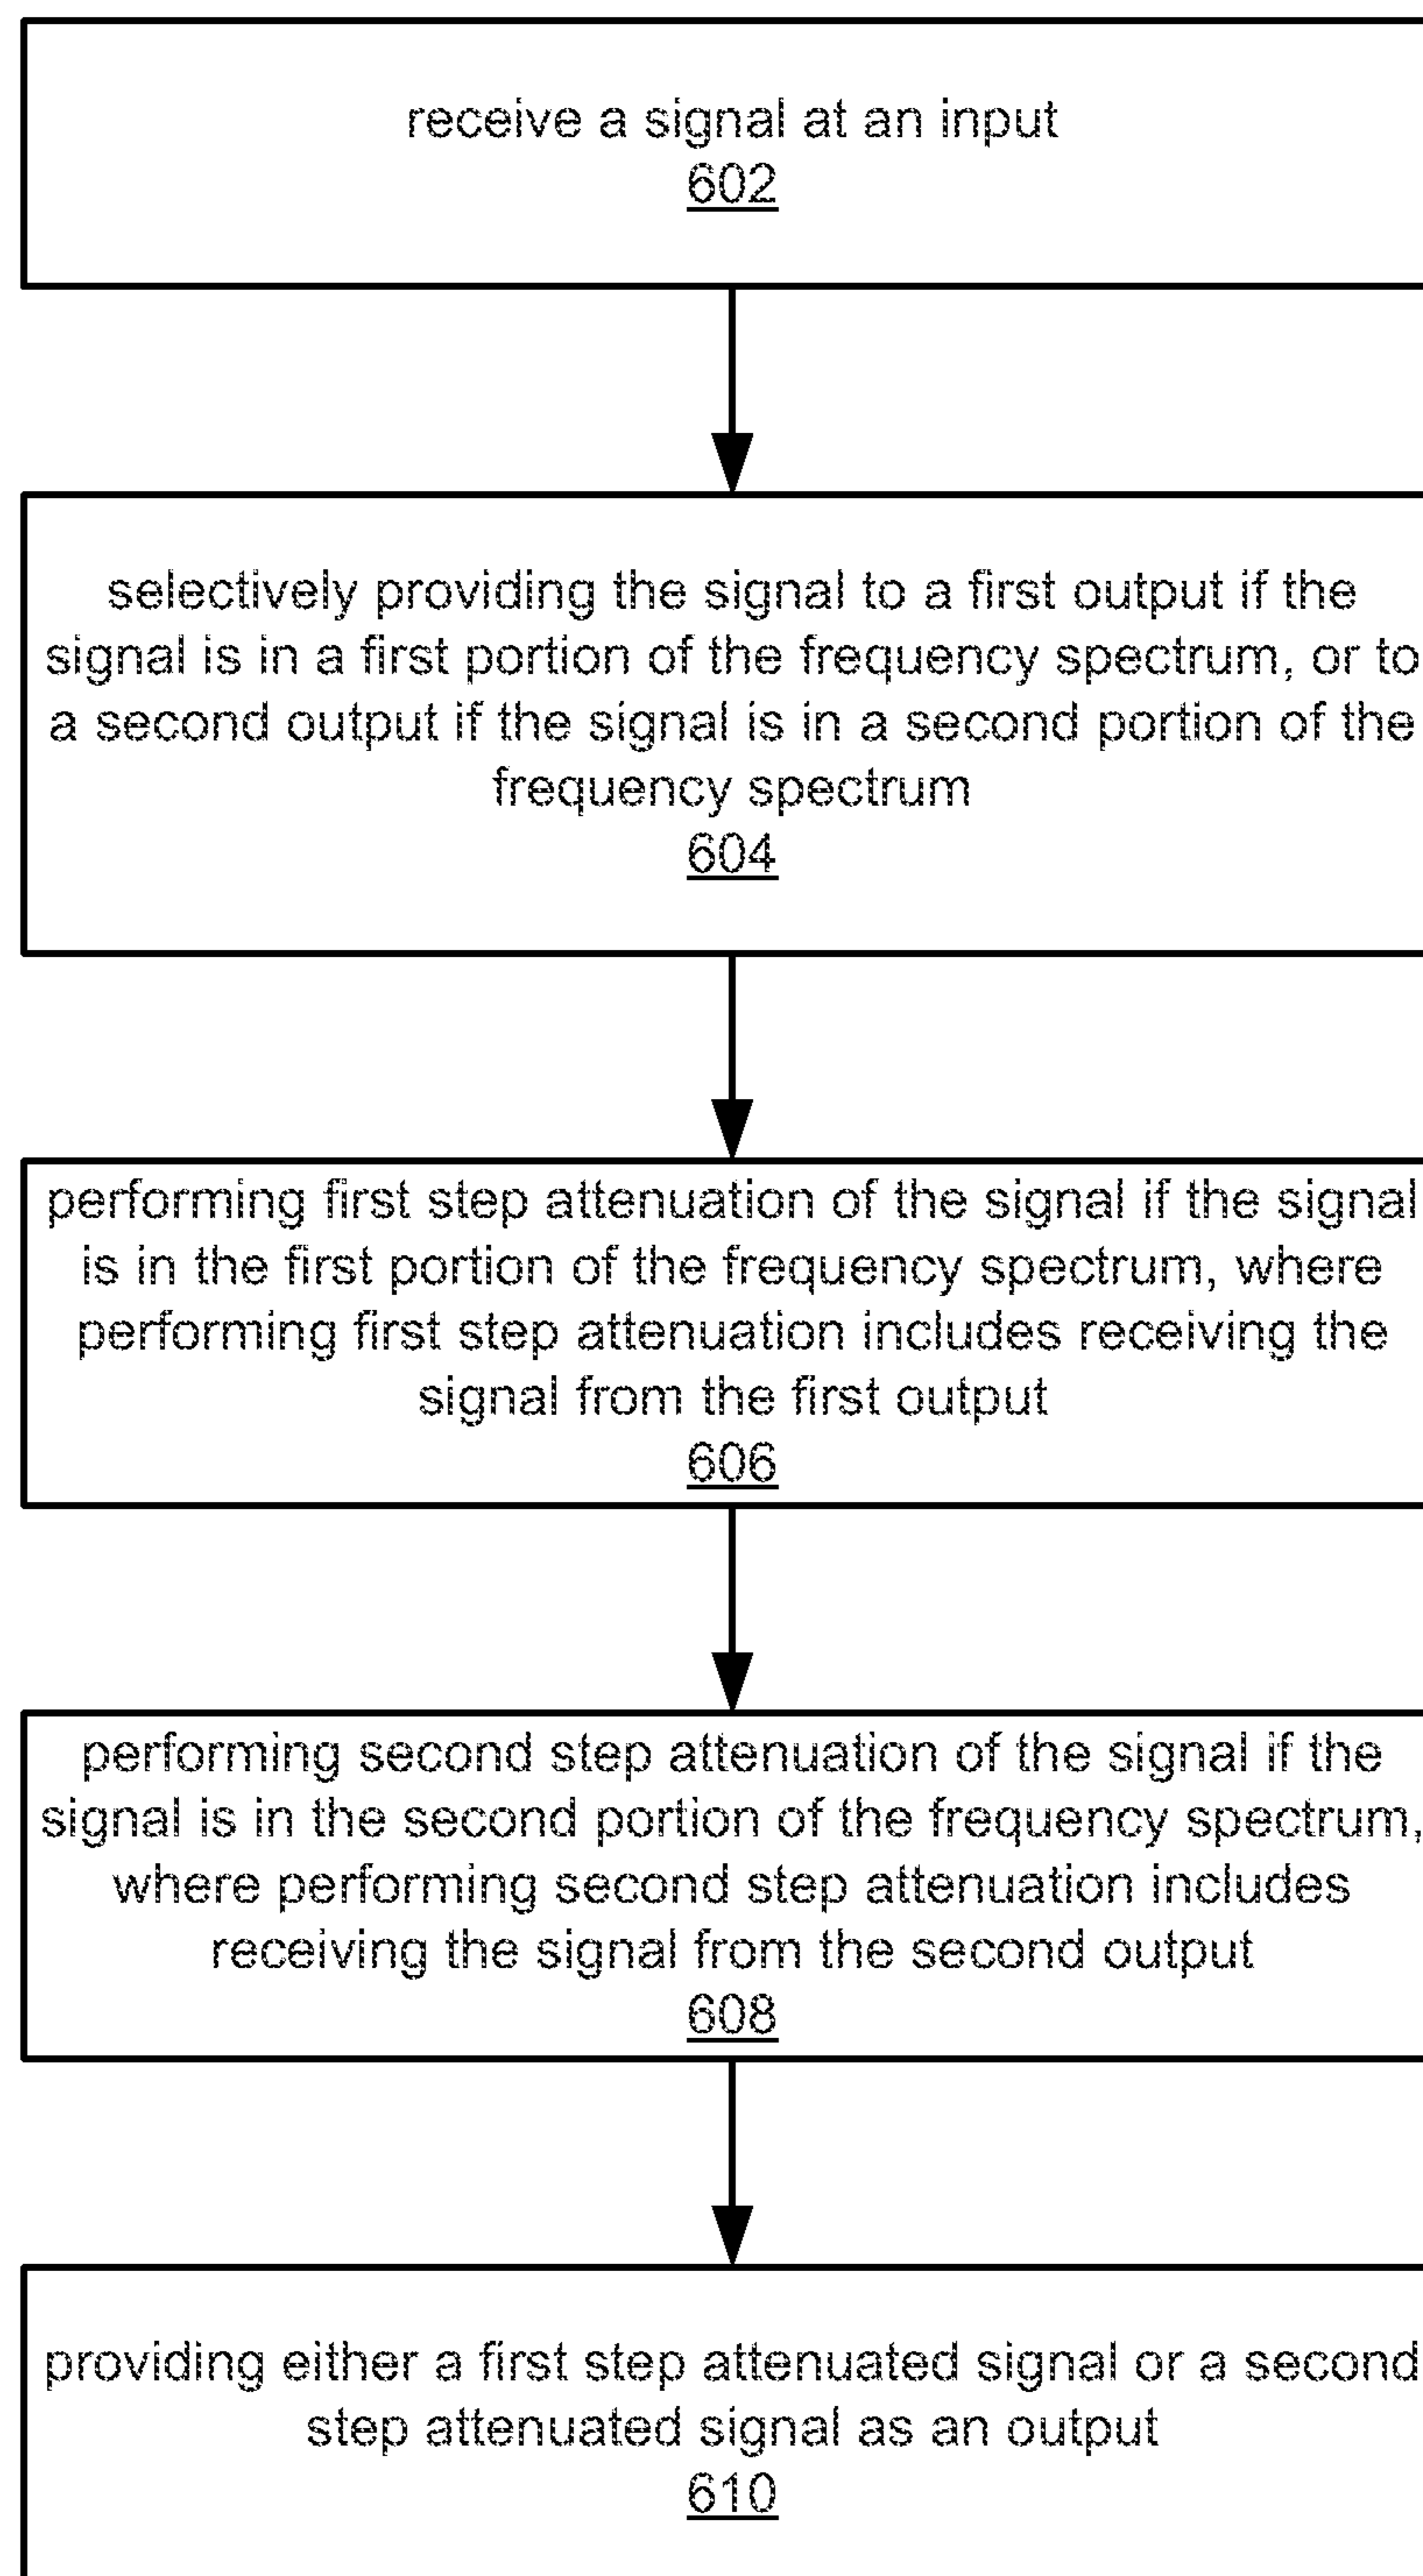 receive a signal at an input
602
selectively providing the signal to a first output if the
signal is in a first portion of the frequency spectrum, or to
a second output if the signal is in a second portion of the
frequency spectrum
604
performing first step attenuation of the signal if the signal
is in the first portion of the frequency spectrum, where
performing first step attenuation includes receiving the
signal from the first output
606
performing second step attenuation of the signal if the
signal is in the second portion of the frequency spectrum,
where performing second step attenuation includes
receiving the signal from the second output
608
providing either a first step attenuated signal or a second
step attenuated signal as an output
610